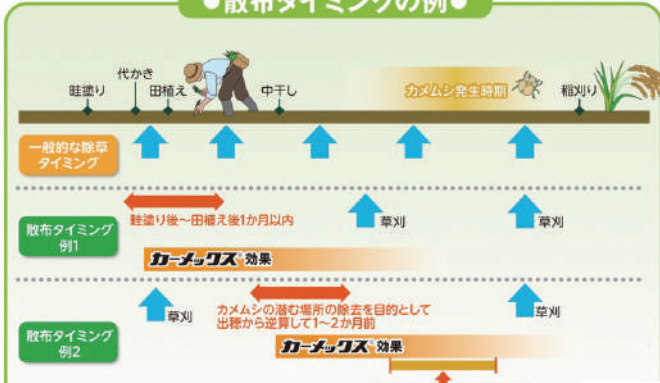 ●散布タイミングの例●
畦塗り
代かき
田植え
中干し
カメムシ発生時期
稲刈り
一般的な除草
タイミング
散布タイミング
例1
畦塗り後〜田植え後1か月以内
草刈
草刈
カーメックス®効果
散布タイミング
例2
草刈
カメムシの潜む場所の除去を目的として
出穂から逆算して1〜2か月前
草刈
カーメックス®効果